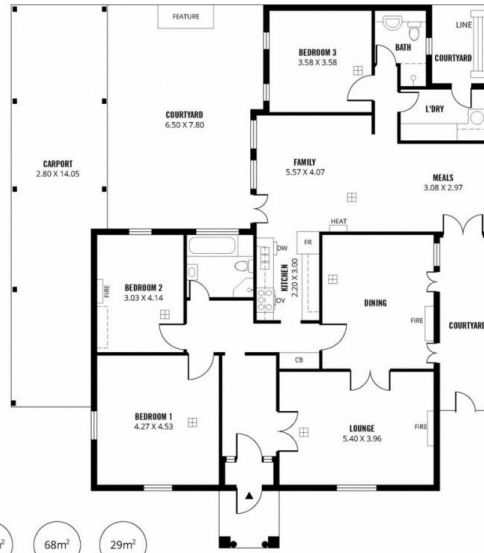 FEATURE
BEDROOM 3
3.58 X 3.58
BATH
LINE
COURTYARD
L'DRY
COURTYARD
6.50 X 7.80
CARPORT
2.80 X 14.05
FAMILY
5.57 X 4.07
MEALS
3.08 X 2.97
HEAT
DW
FR
KITCHEN
2.20 X 3.00
OV
BEDROOM 2
3.03 X 4.14
FIRE
DINING
FIRE
COURTYARD
CB
BEDROOM 1
4.27 X 4.53
LOUNGE
5.40 X 3.96
FIRE
68m²
29m²